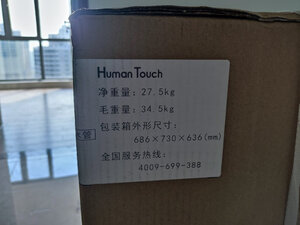 Human Touch
净重量：27.5kg
毛重量：34.5kg
包装箱外形尺寸：
686×730×636(mm)
全国服务热线：
4009-699-388